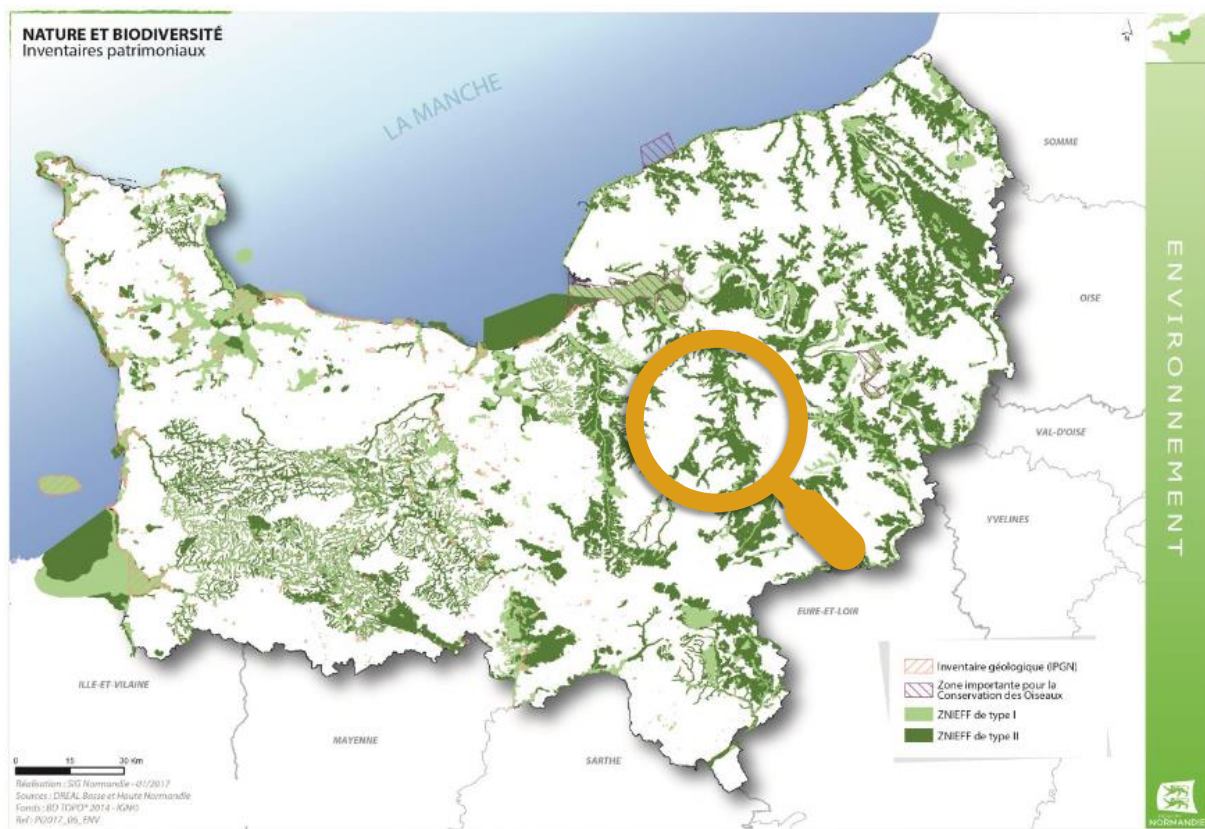 NATURE ET BIODIVERSITÉ
Inventaires patrimoniaux
N
LA MANCHE
SOMME
OISE
VAL-D'OISE
YVELINES
EURE-ET-LOIR
ILLE-ET-VILAINE
MAYENNE
SARTHE
ENVIRONNEMENT
Inventaire géologique (IPGN)
Zone importante pour la
Conservation des Oiseaux
ZNIEFF de type I
ZNIEFF de type II
0 15 30 Km
Réalisation : SIG Normandie - 01/2017
Sources : DREAL Basse et Haute Normandie
Fonds : BD TOPO® 2014 - IGN©
Ref : PI2017_06_ENV
NORMANDIE